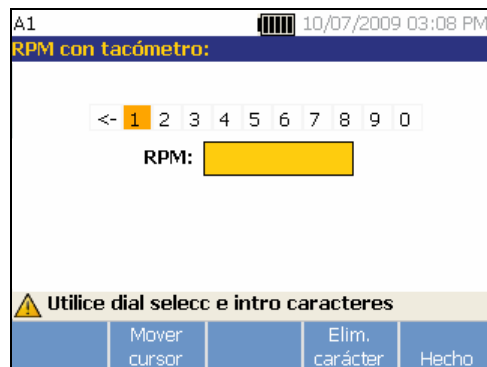 A1 10/07/2009 03:08 PM
RPM con tacómetro:
<- 1 2 3 4 5 6 7 8 9 0
RPM:
Utilice dial selecc e intro caracteres
Mover cursor
Elim. carácter
Hecho